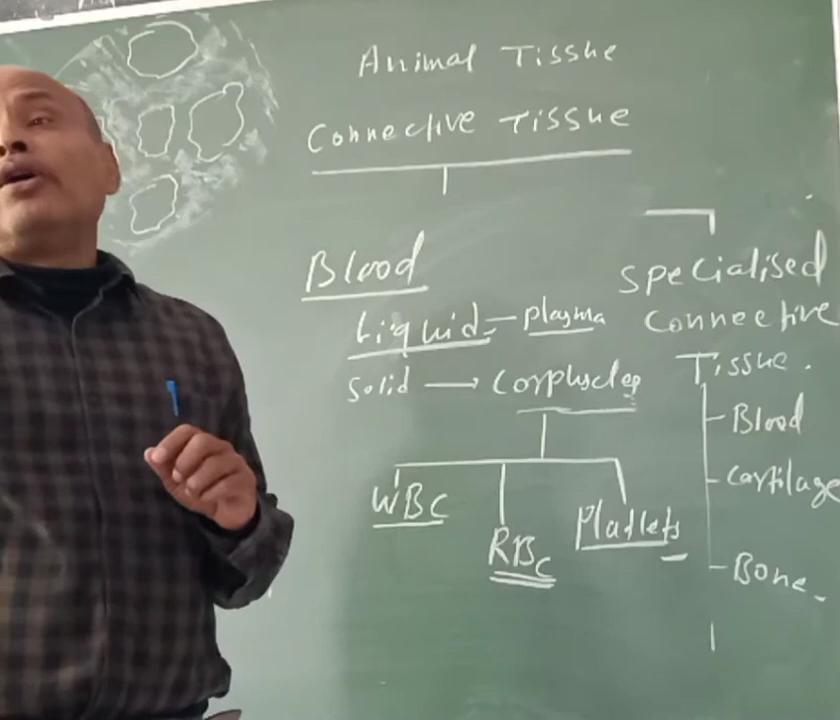 Animal Tissue
Connective Tissue
Blood
Liquid — plasma
Solid → Corpuscles
WBC
RBC
Platlets
Specialised
Connective
Tissue.
Blood
Cartilage
Bone